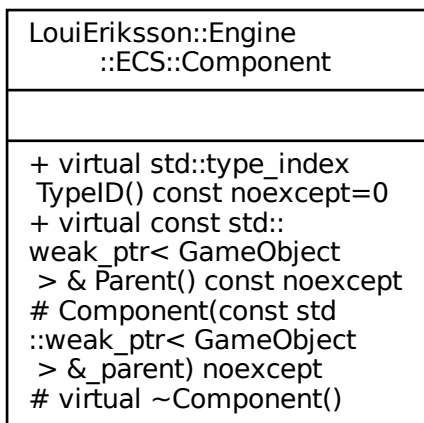 LouiEriksson::Engine
::ECS::Component
+ virtual std::type_index
TypeID() const noexcept=0
+ virtual const std::
weak_ptr< GameObject
> & Parent() const noexcept
# Component(const std
::weak_ptr< GameObject
> &_parent) noexcept
# virtual ~Component()